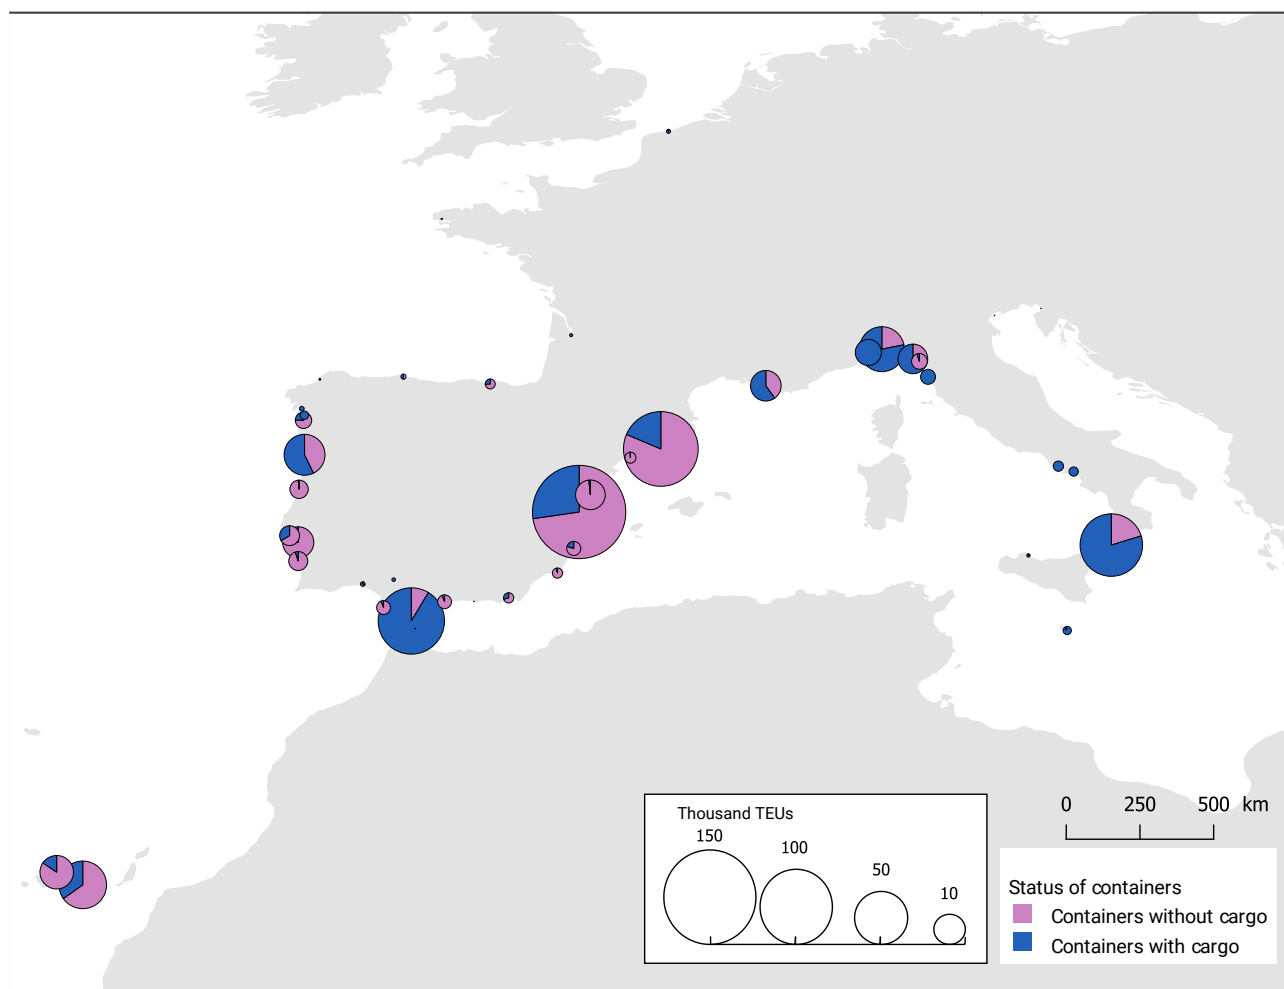 Thousand TEUs
150
100
50
10
0 250 500 km
Status of containers
Containers without cargo
Containers with cargo